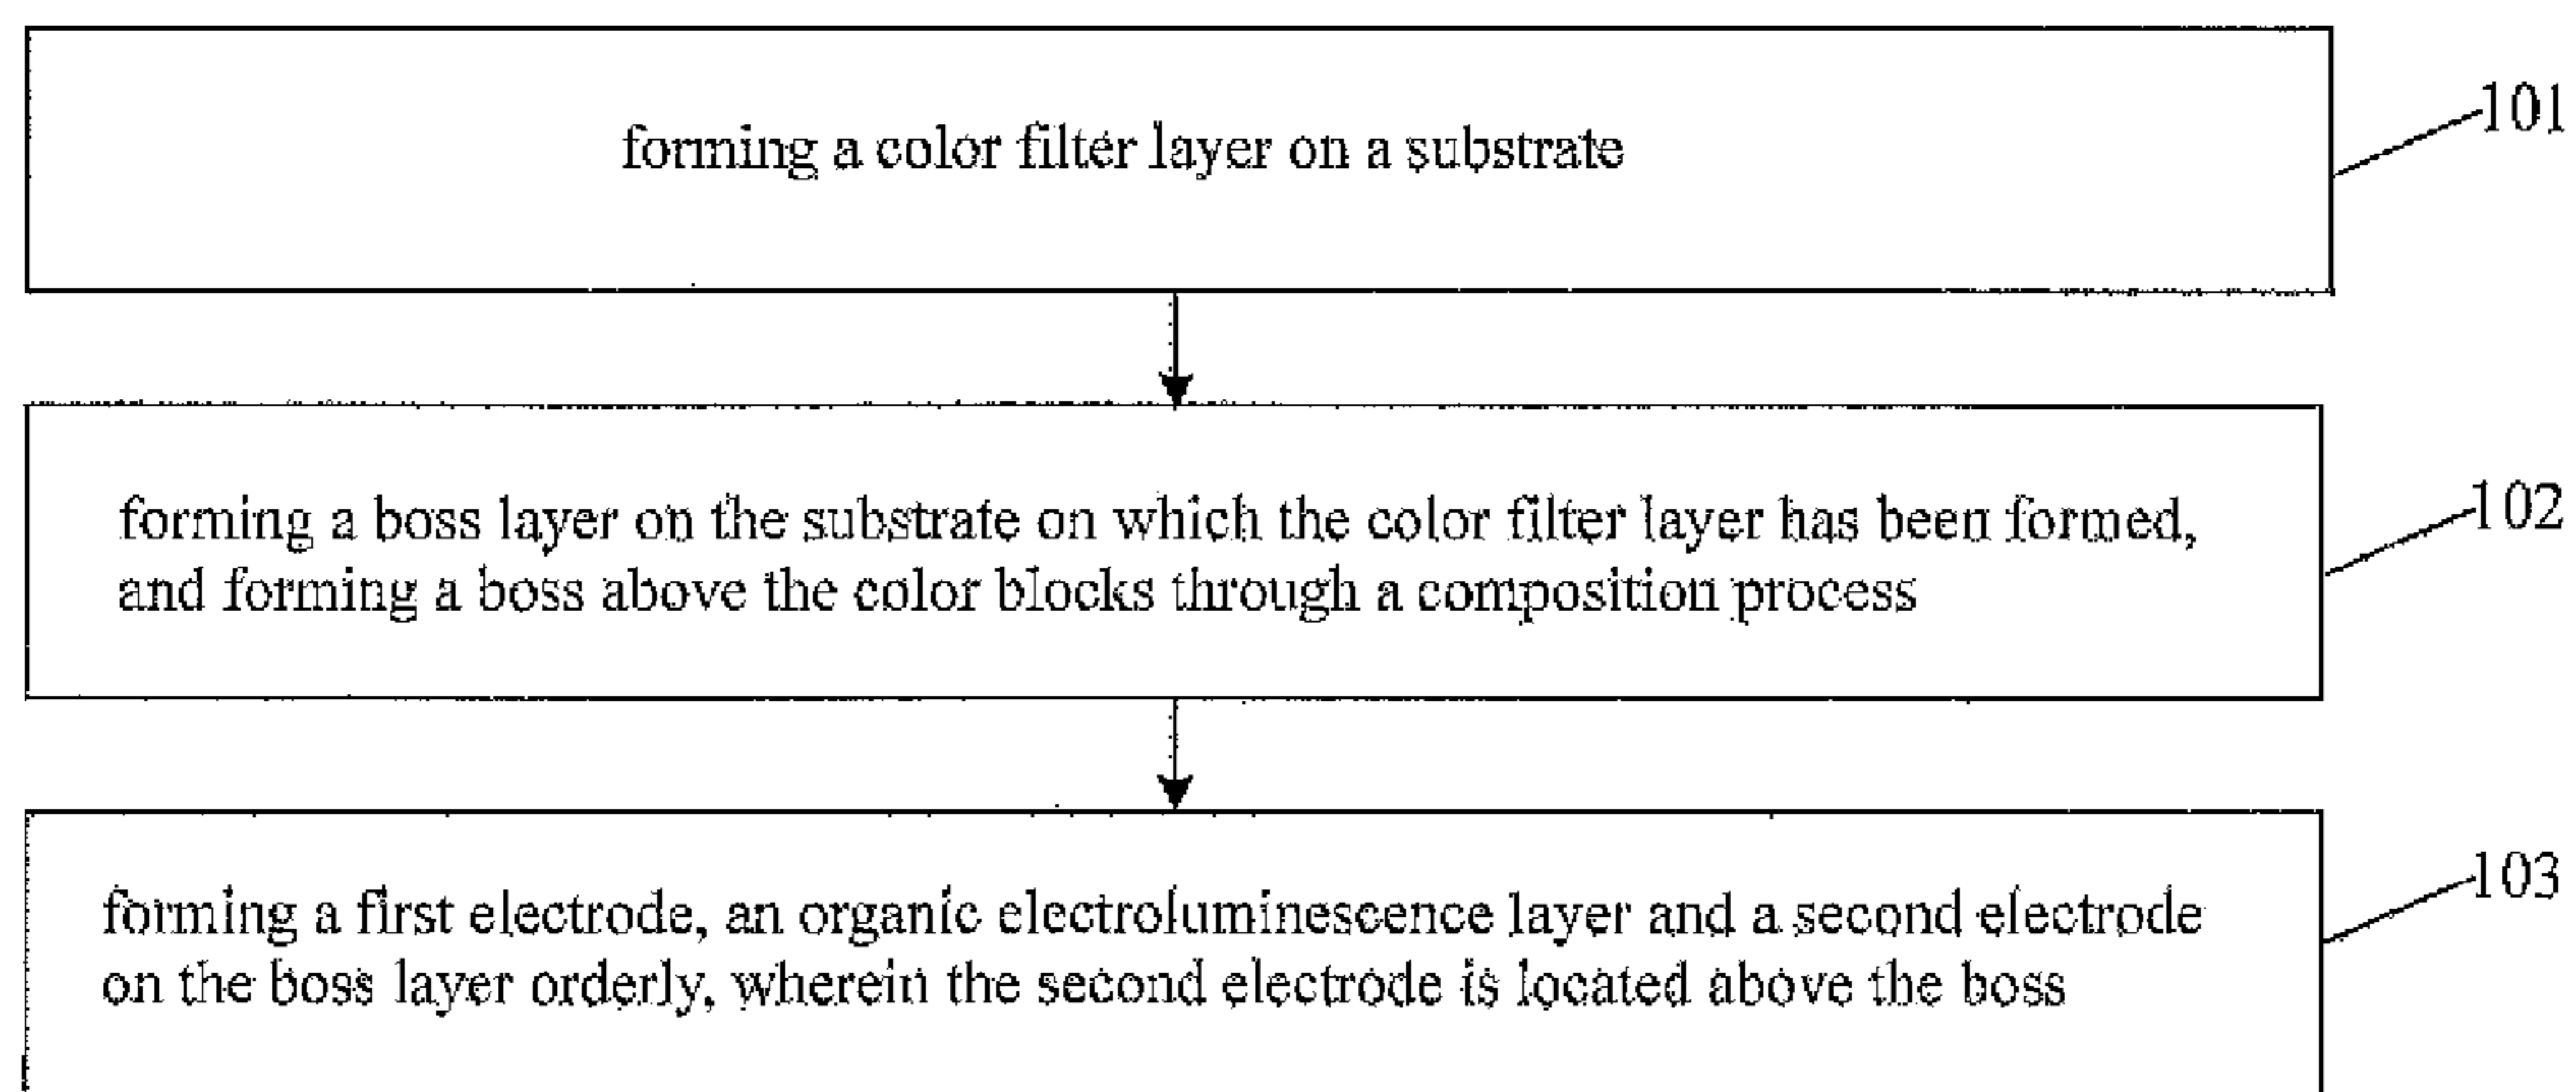 forming a color filter layer on a substrate
101
forming a boss layer on the substrate on which the color filter layer has been formed,
and forming a boss above the color blocks through a composition process
102
forming a first electrode, an organic electroluminescence layer and a second electrode
on the boss layer orderly, wherein the second electrode is located above the boss
103